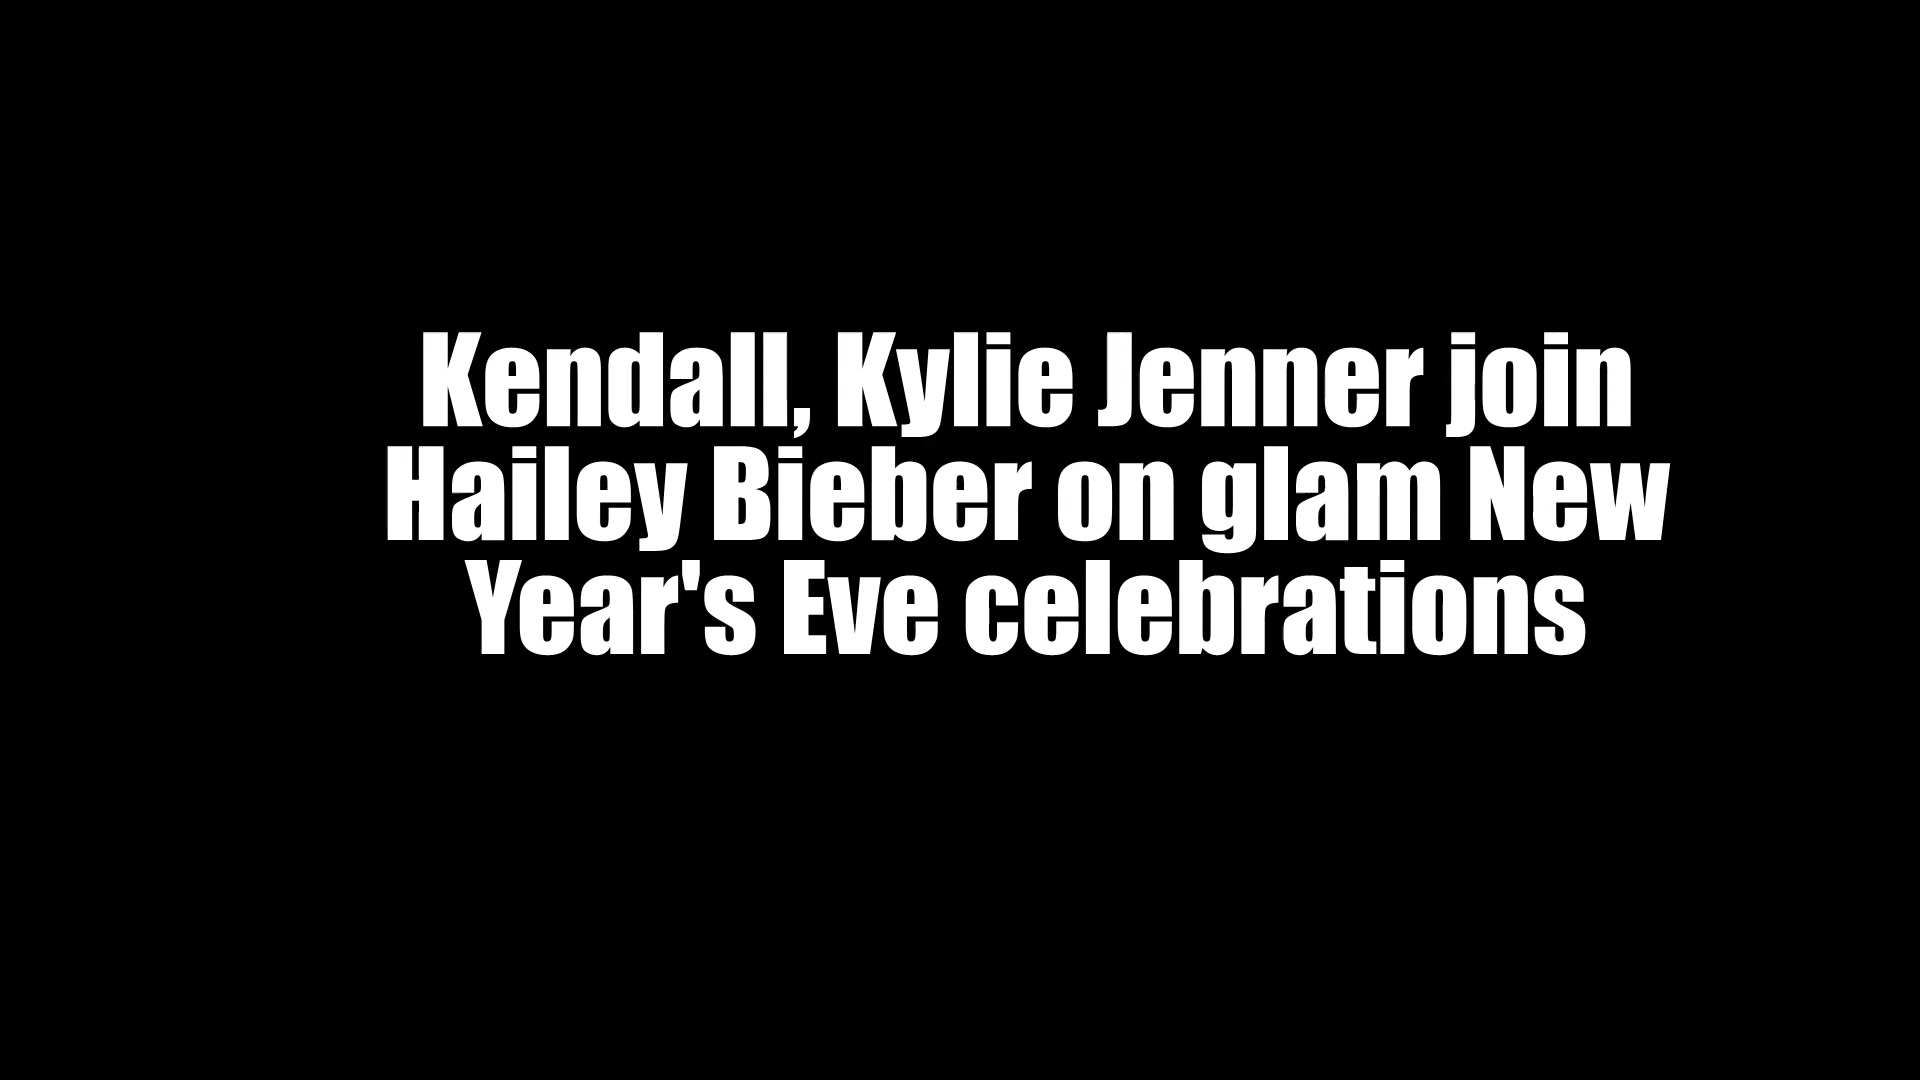 Kendall, Kylie Jenner join
Hailey Bieber on glam New
Year's Eve celebrations